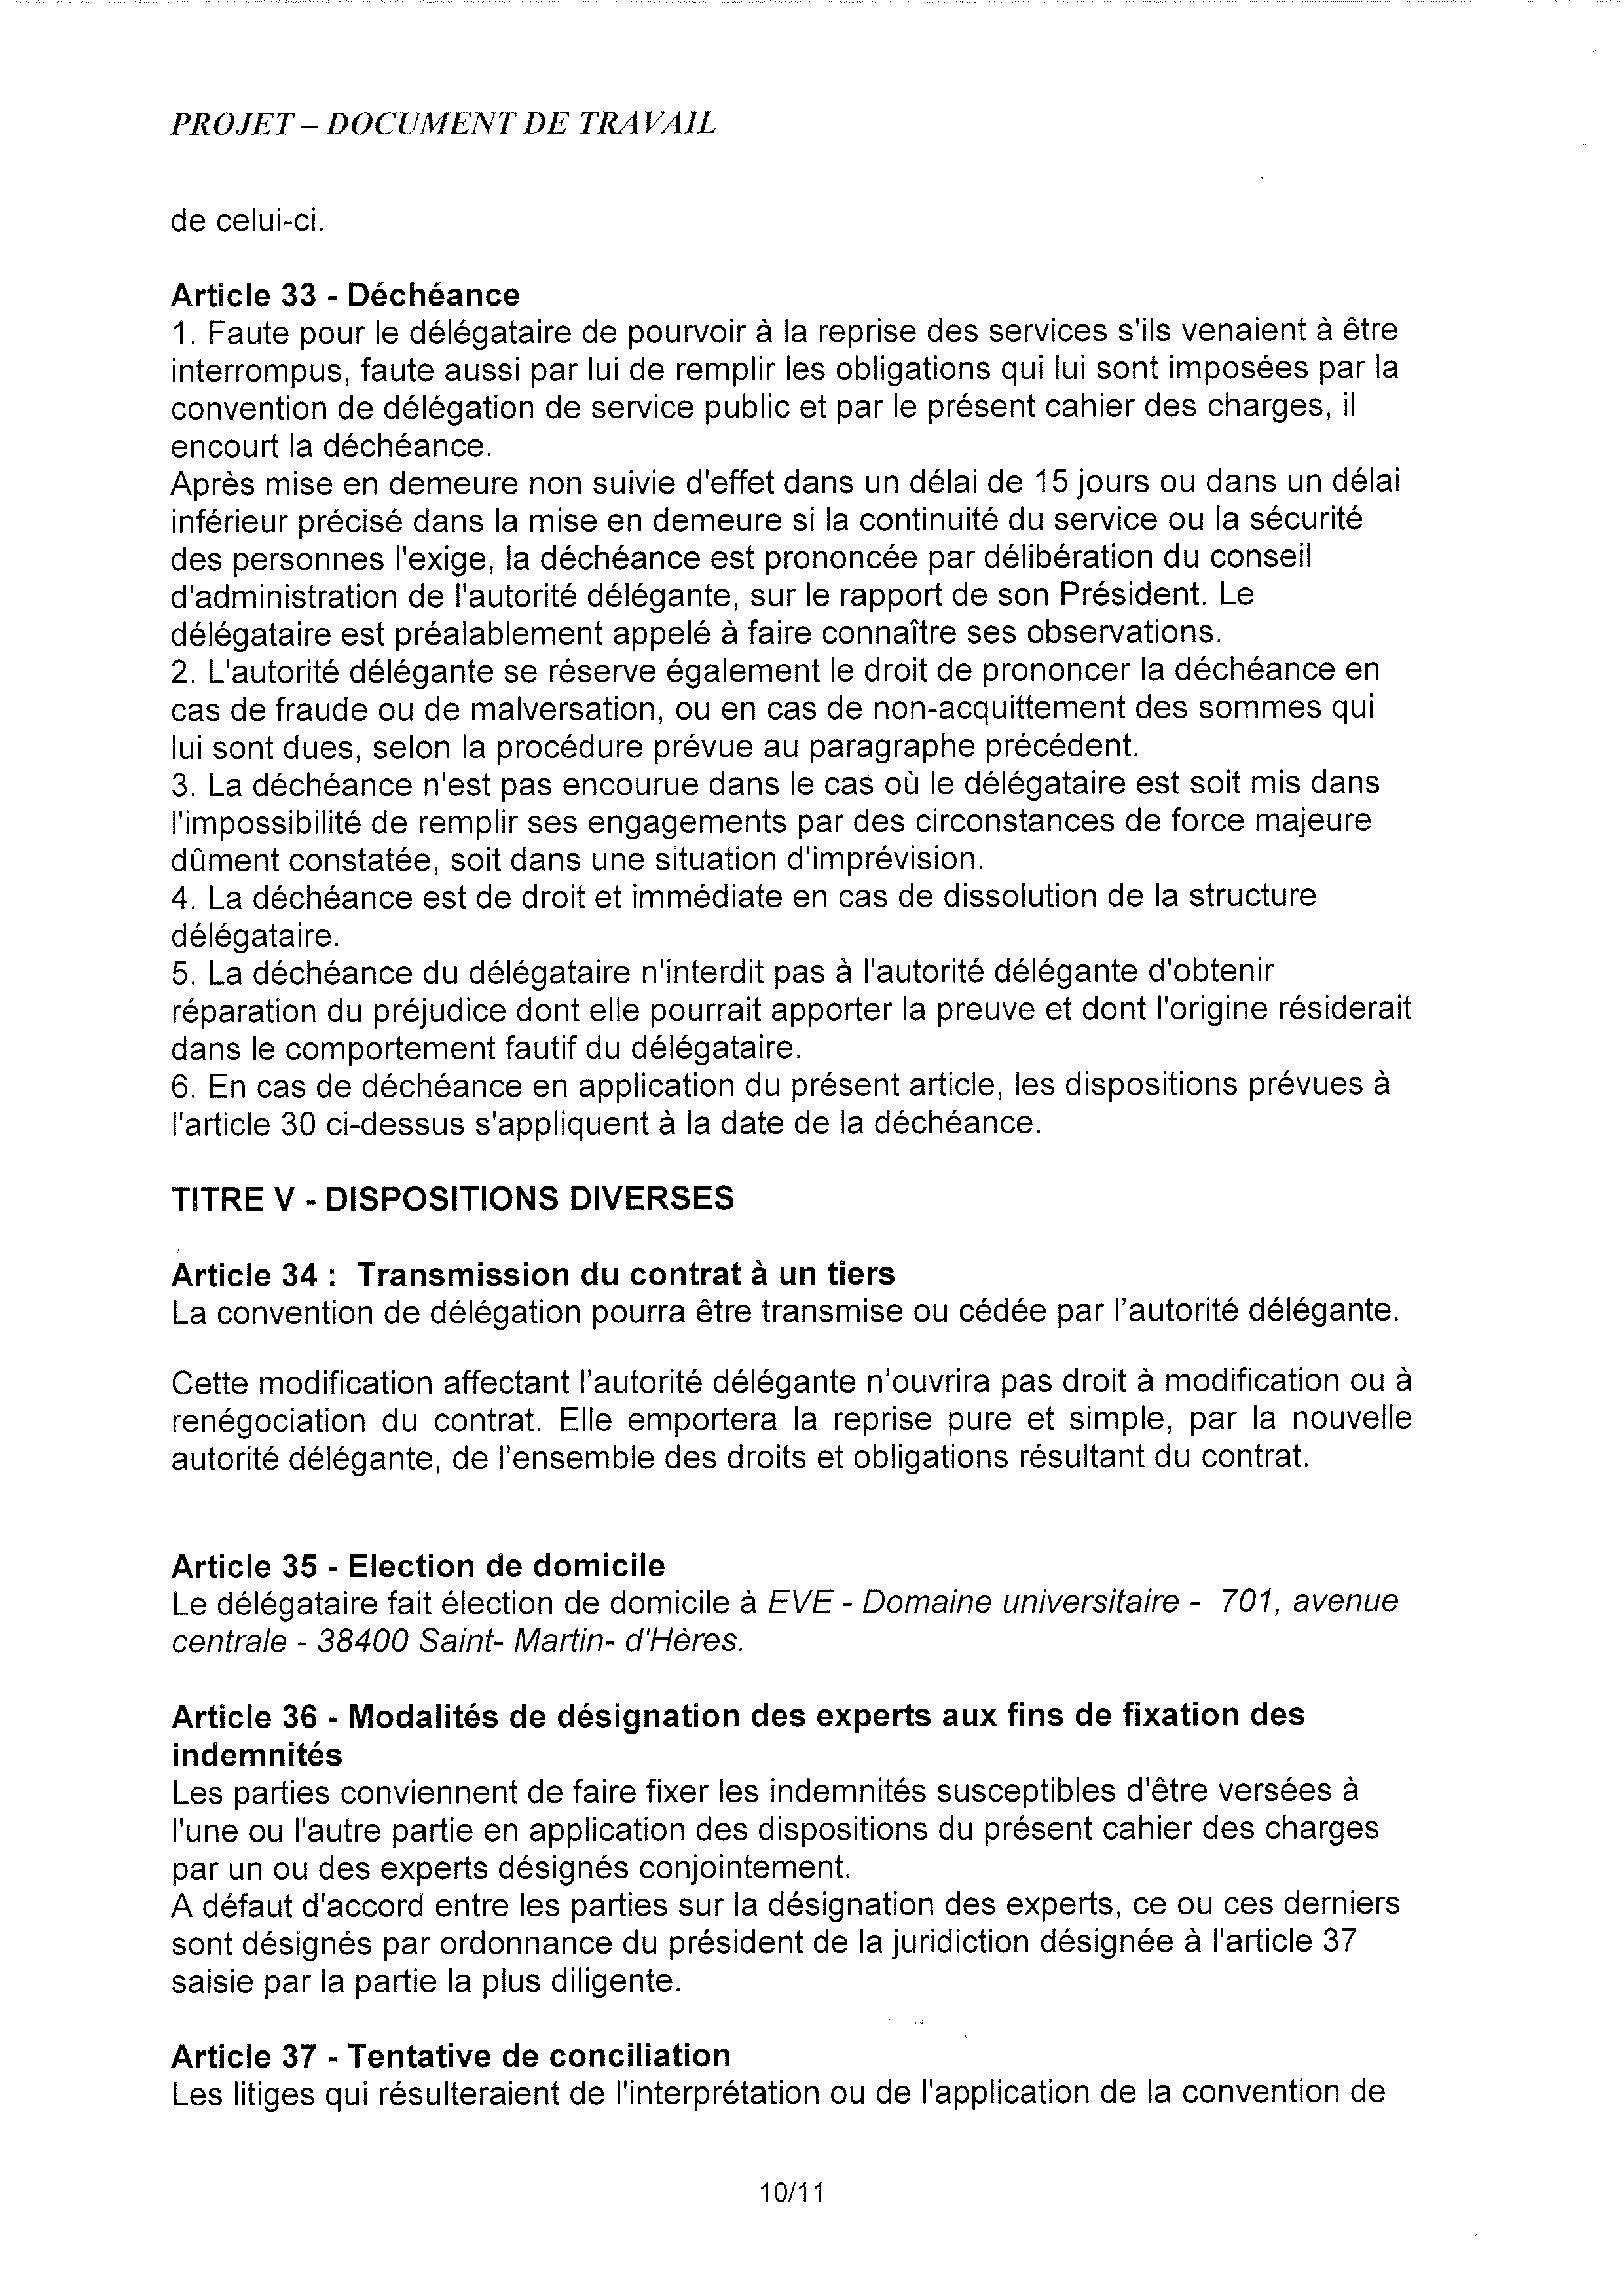 PROJET – DOCUMENT DE TRAVAIL
de celui-ci.
Article 33 - Déchéance
1. Faute pour le délégataire de pourvoir à la reprise des services s'ils venaient à être
interrompus, faute aussi par lui de remplir les obligations qui lui sont imposées par la
convention de délégation de service public et par le présent cahier des charges, il
encourt la déchéance.
Après mise en demeure non suivie d'effet dans un délai de 15 jours ou dans un délai
inférieur précisé dans la mise en demeure si la continuité du service ou la sécurité
des personnes l'exige, la déchéance est prononcée par délibération du conseil
d'administration de l'autorité délégante, sur le rapport de son Président. Le
délégataire est préalablement appelé à faire connaître ses observations.
2. L'autorité délégante se réserve également le droit de prononcer la déchéance en
cas de fraude ou de malversation, ou en cas de non-acquittement des sommes qui
lui sont dues, selon la procédure prévue au paragraphe précédent.
3. La déchéance n'est pas encourue dans le cas où le délégataire est soit mis dans
l'impossibilité de remplir ses engagements par des circonstances de force majeure
dûment constatée, soit dans une situation d'imprévision.
4. La déchéance est de droit et immédiate en cas de dissolution de la structure
délégataire.
5. La déchéance du délégataire n'interdit pas à l'autorité délégante d'obtenir
réparation du préjudice dont elle pourrait apporter la preuve et dont l'origine résiderait
dans le comportement fautif du délégataire.
6. En cas de déchéance en application du présent article, les dispositions prévues à
l'article 30 ci-dessus s'appliquent à la date de la déchéance.
TITRE V - DISPOSITIONS DIVERSES
Article 34 : Transmission du contrat à un tiers
La convention de délégation pourra être transmise ou cédée par l'autorité délégante.
Cette modification affectant l'autorité délégante n'ouvrira pas droit à modification ou à
renégociation du contrat. Elle emportera la reprise pure et simple, par la nouvelle
autorité délégante, de l'ensemble des droits et obligations résultant du contrat.
Article 35 - Election de domicile
Le délégataire fait élection de domicile à EVE - Domaine universitaire - 701, avenue
centrale - 38400 Saint- Martin- d'Hères.
Article 36 - Modalités de désignation des experts aux fins de fixation des
indemnités
Les parties conviennent de faire fixer les indemnités susceptibles d'être versées à
l'une ou l'autre partie en application des dispositions du présent cahier des charges
par un ou des experts désignés conjointement.
A défaut d'accord entre les parties sur la désignation des experts, ce ou ces derniers
sont désignés par ordonnance du président de la juridiction désignée à l'article 37
saisie par la partie la plus diligente.
Article 37 - Tentative de conciliation
Les litiges qui résulteraient de l'interprétation ou de l'application de la convention de
10/11